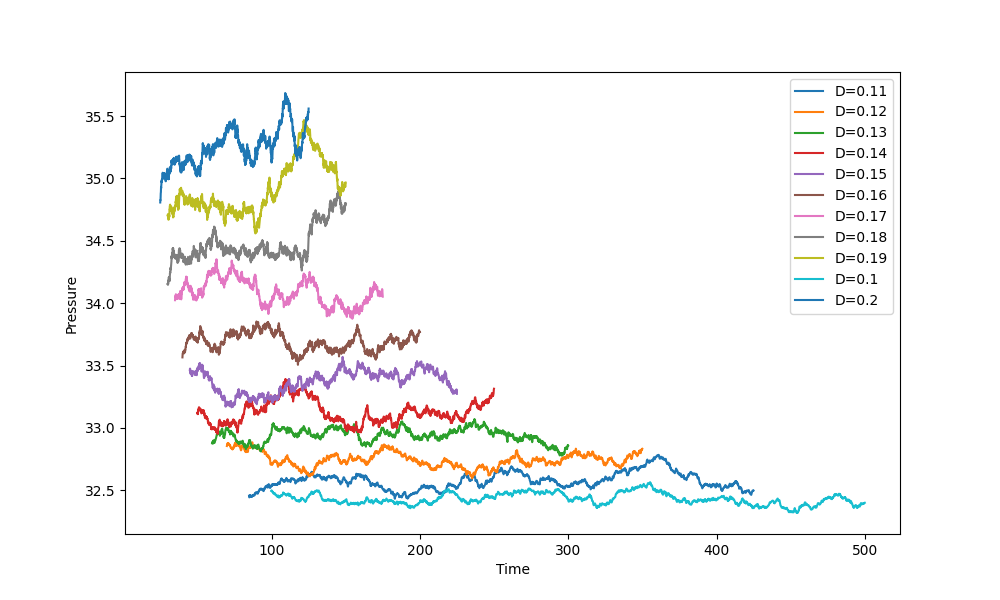 35.5
35.0
34.5
34.0
33.5
33.0
32.5
Pressure
100 200 300 400 500
Time
D=0.11
D=0.12
D=0.13
D=0.14
D=0.15
D=0.16
D=0.17
D=0.18
D=0.19
D=0.1
D=0.2